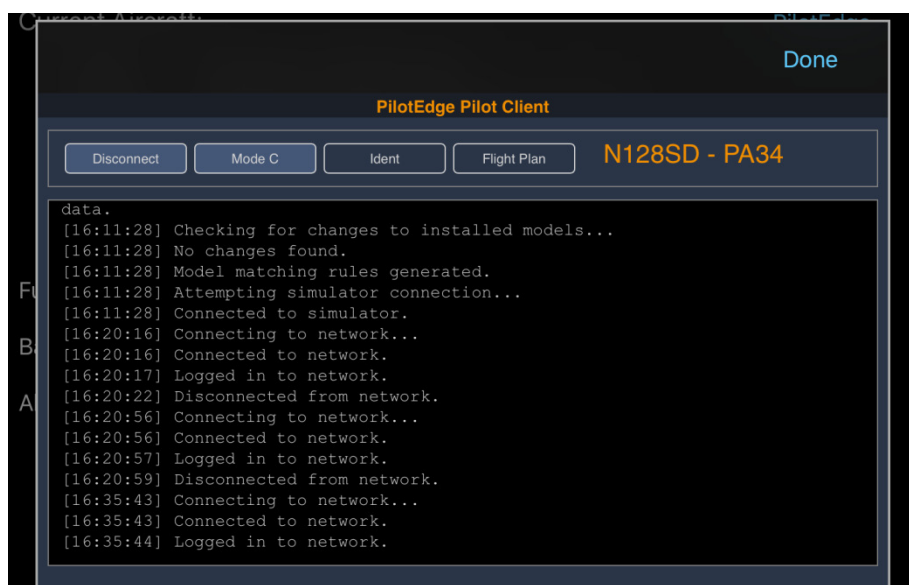 Current Aircraft:
PilotEdge
Done
PilotEdge Pilot Client
Disconnect
Mode C
Ident
Flight Plan
N128SD - PA34
data.
[16:11:28] Checking for changes to installed models...
[16:11:28] No changes found.
[16:11:28] Model matching rules generated.
[16:11:28] Attempting simulator connection...
[16:11:28] Connected to simulator.
[16:20:16] Connecting to network...
[16:20:16] Connected to network.
[16:20:17] Logged in to network.
[16:20:22] Disconnected from network.
[16:20:56] Connecting to network...
[16:20:56] Connected to network.
[16:20:57] Logged in to network.
[16:20:59] Disconnected from network.
[16:35:43] Connecting to network...
[16:35:43] Connected to network.
[16:35:44] Logged in to network.